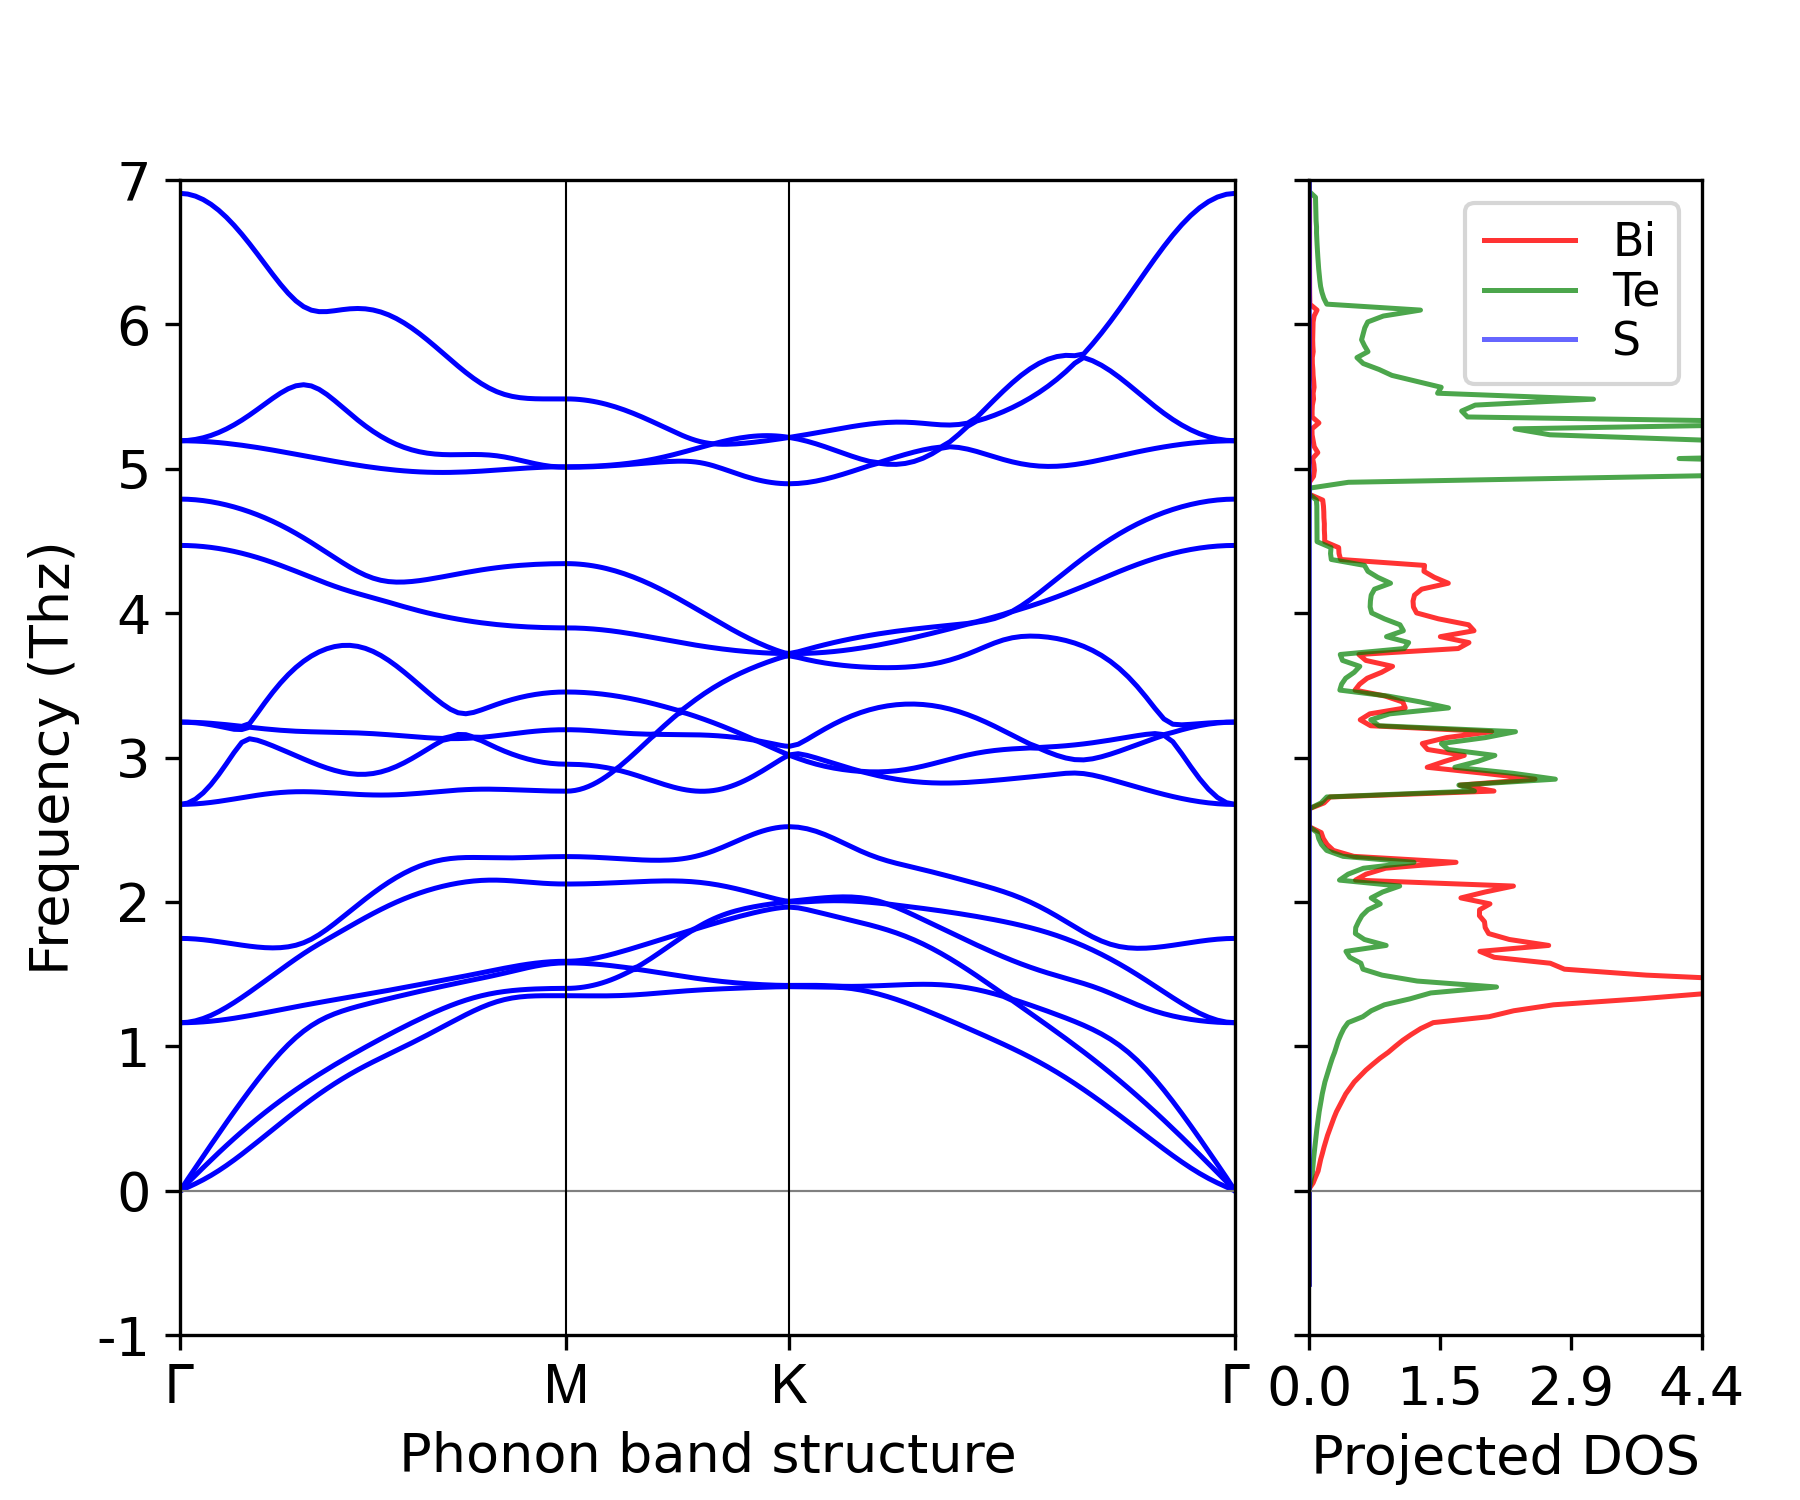 Frequency (Thz)
7
6
5
4
3
2
1
0
-1
Γ M K Γ
Phonon band structure
Bi
Te
S
0.0 1.5 2.9 4.4
Projected DOS